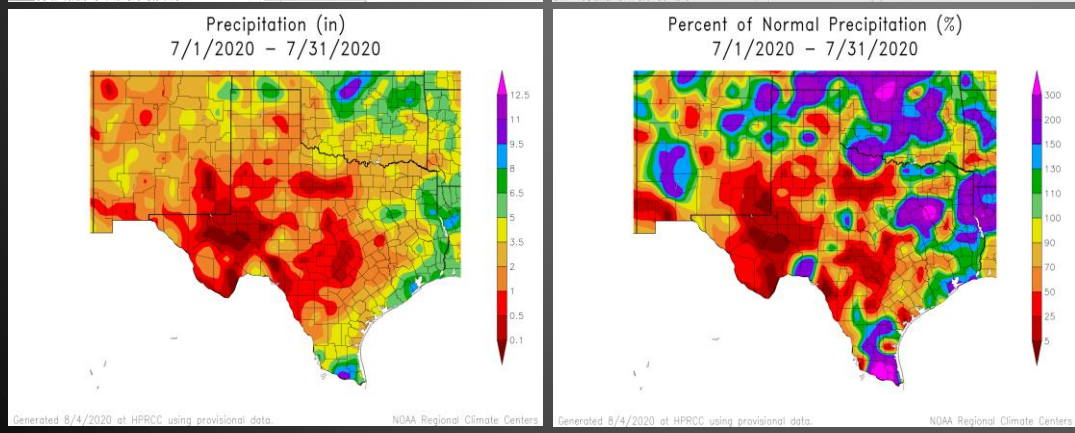 Precipitation (in)
7/1/2020 – 7/31/2020
12.5
11
9.5
8
6.5
5
3.5
2
1
0.5
0.1
Generated 8/4/2020 at HPRCC using provisional data.
NOAA Regional Climate Centers
Percent of Normal Precipitation (%)
7/1/2020 – 7/31/2020
300
200
150
130
110
100
90
70
50
25
5
Generated 8/4/2020 at HPRCC using provisional data.
NOAA Regional Climate Centers